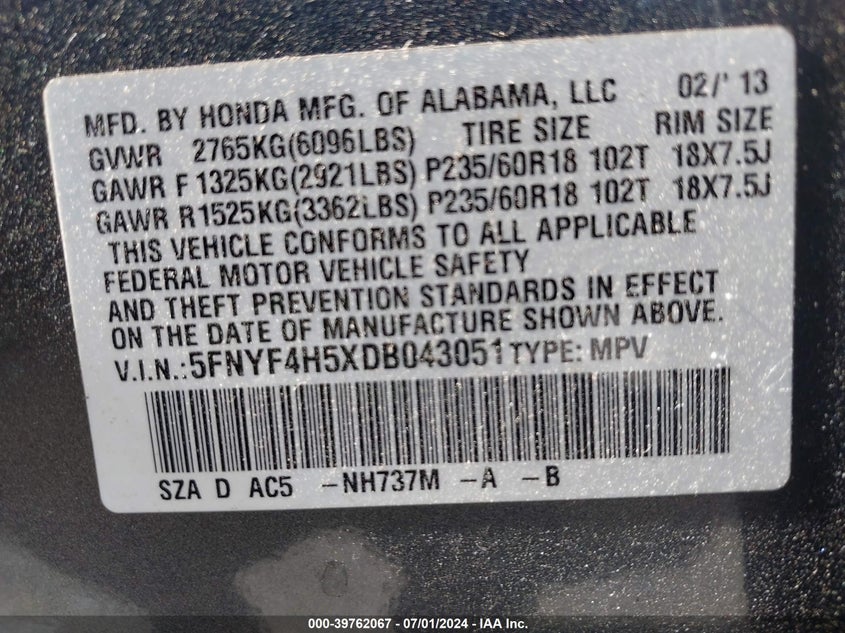 MFD. BY HONDA MFG. OF ALABAMA, LLC 02/'13
GVWR 2765KG(6096LBS) TIRE SIZE RIM SIZE
GAWR F1325KG(2921LBS) P235/60R18 102T 18X7.5J
GAWR R1525KG(3362LBS) P235/60R18 102T 18X7.5J
THIS VEHICLE CONFORMS TO ALL APPLICABLE
FEDERAL MOTOR VEHICLE SAFETY
AND THEFT PREVENTION STANDARDS IN EFFECT
ON THE DATE OF MANUFACTURE SHOWN ABOVE.
V.I.N.:5FNYF4H5XDB043051 TYPE: MPV
SZA D AC5 -NH737M -A -B
000-39762067 - 07/01/2024 - IAA Inc.